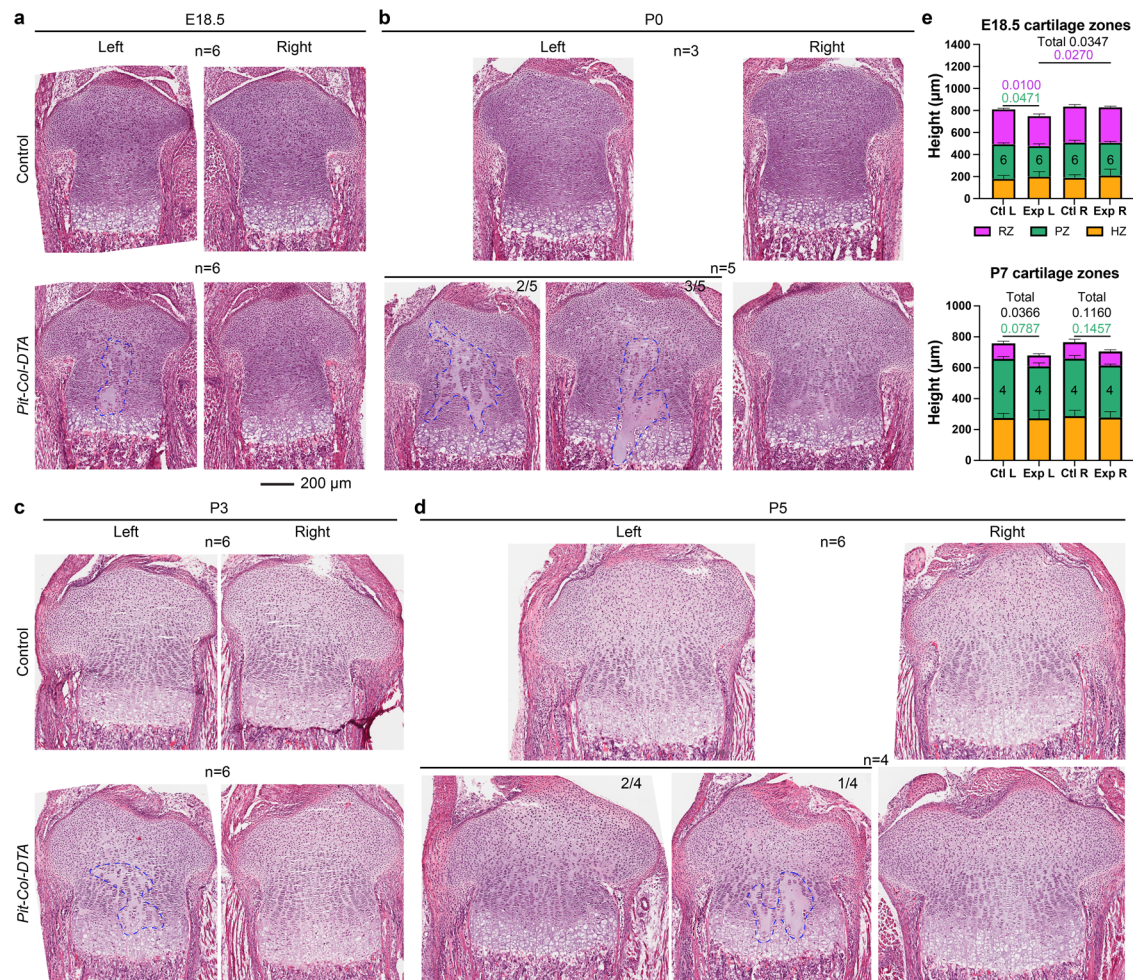 a
E18.5
Left
n=6
Right
Control
n=6
Pit-Col-DTA
200 µm
b
P0
Left
n=3
Right
n=5
2/5
3/5
c
P3
Left
n=6
Right
Control
n=6
Pit-Col-DTA
d
P5
Left
n=6
Right
n=4
2/4
1/4
e
E18.5 cartilage zones
Total 0.0347
0.0270
0.0100
0.0471
Height (µm)
1400
1200
1000
800
600
400
200
0
6 6 6 6
Ctl L Exp L Ctl R Exp R
RZ PZ HZ
P7 cartilage zones
Total Total
0.0366 0.1160
0.0787 0.1457
Height (µm)
1000
800
600
400
200
0
4 4 4 4
Ctl L Exp L Ctl R Exp R